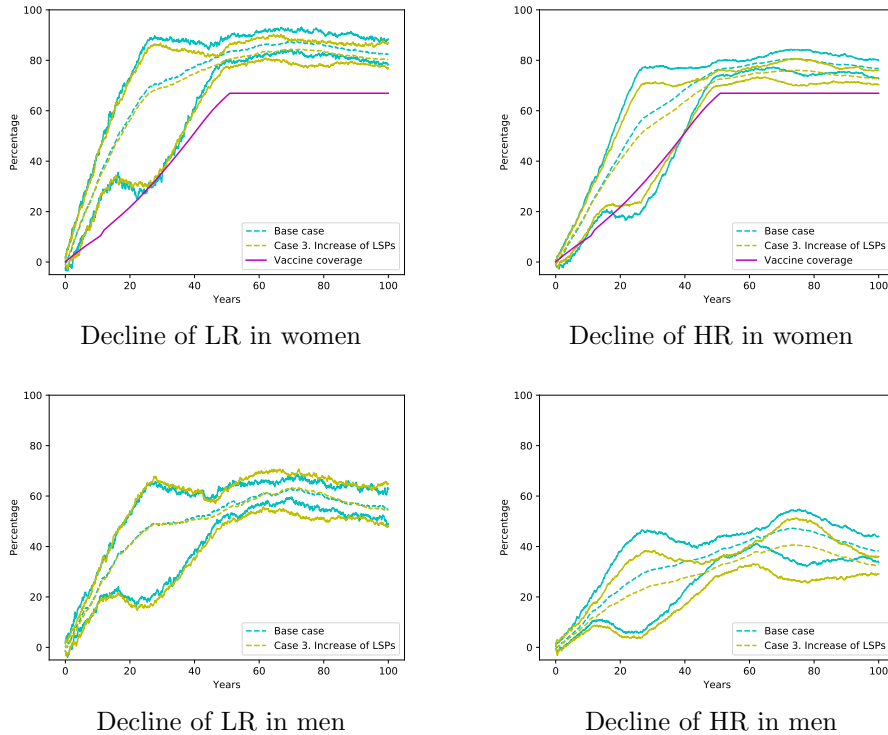 100
80
60
40
20
0
Percentage
0 20 40 60 80 100
Years
Base case
Case 3. Increase of LSPs
Vaccine coverage
Decline of LR in women
100
80
60
40
20
0
Percentage
0 20 40 60 80 100
Years
Base case
Case 3. Increase of LSPs
Vaccine coverage
Decline of HR in women
100
80
60
40
20
0
Percentage
0 20 40 60 80 100
Years
Base case
Case 3. Increase of LSPs
Decline of LR in men
100
80
60
40
20
0
Percentage
0 20 40 60 80 100
Years
Base case
Case 3. Increase of LSPs
Decline of HR in men